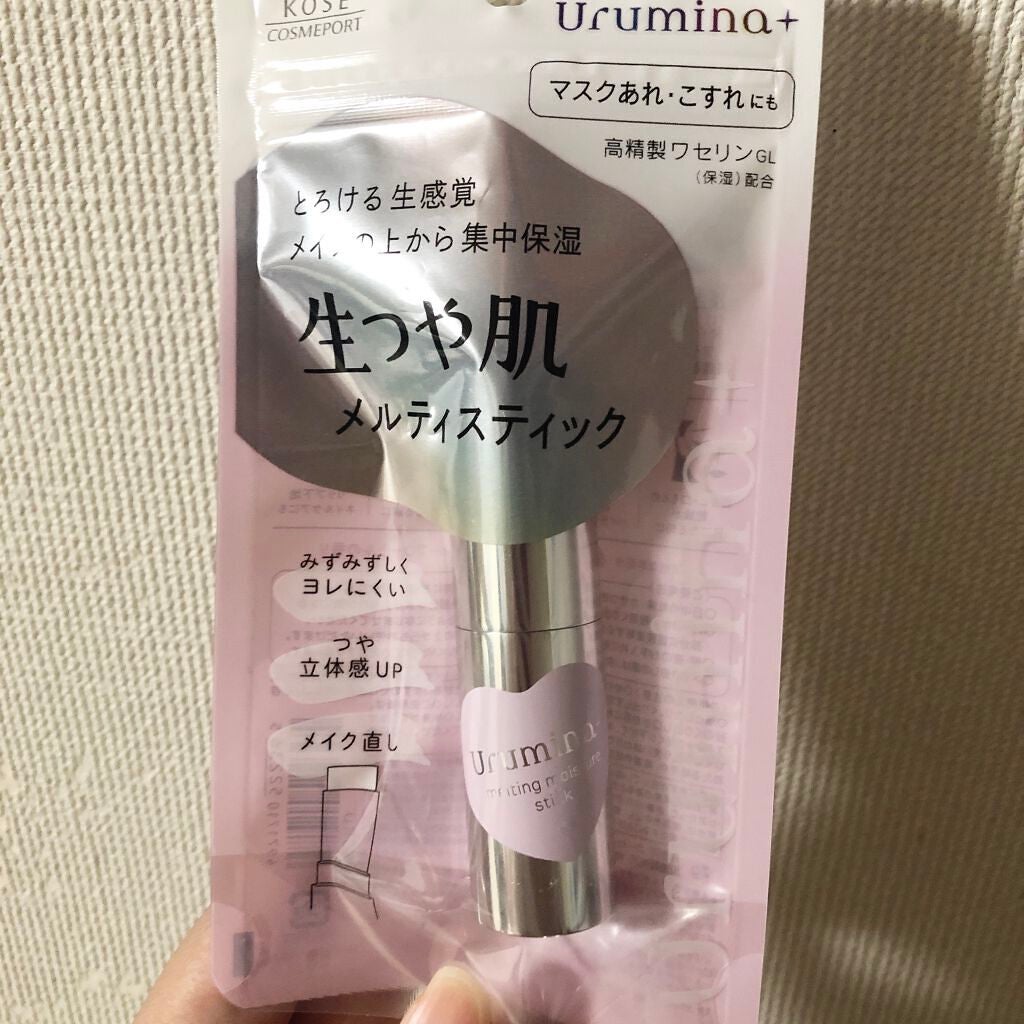 KOSÉ
COSMEPORT
Urumina+
マスクあれ・こすれにも
高精製ワセリンGL
(保湿)配合
とろける生感覚
メイクの上から集中保湿
生つや肌
メルティスティック
みずみずしく
ヨレにくい
つや
立体感UP
メイク直し
Urumina
melting moisture
stick